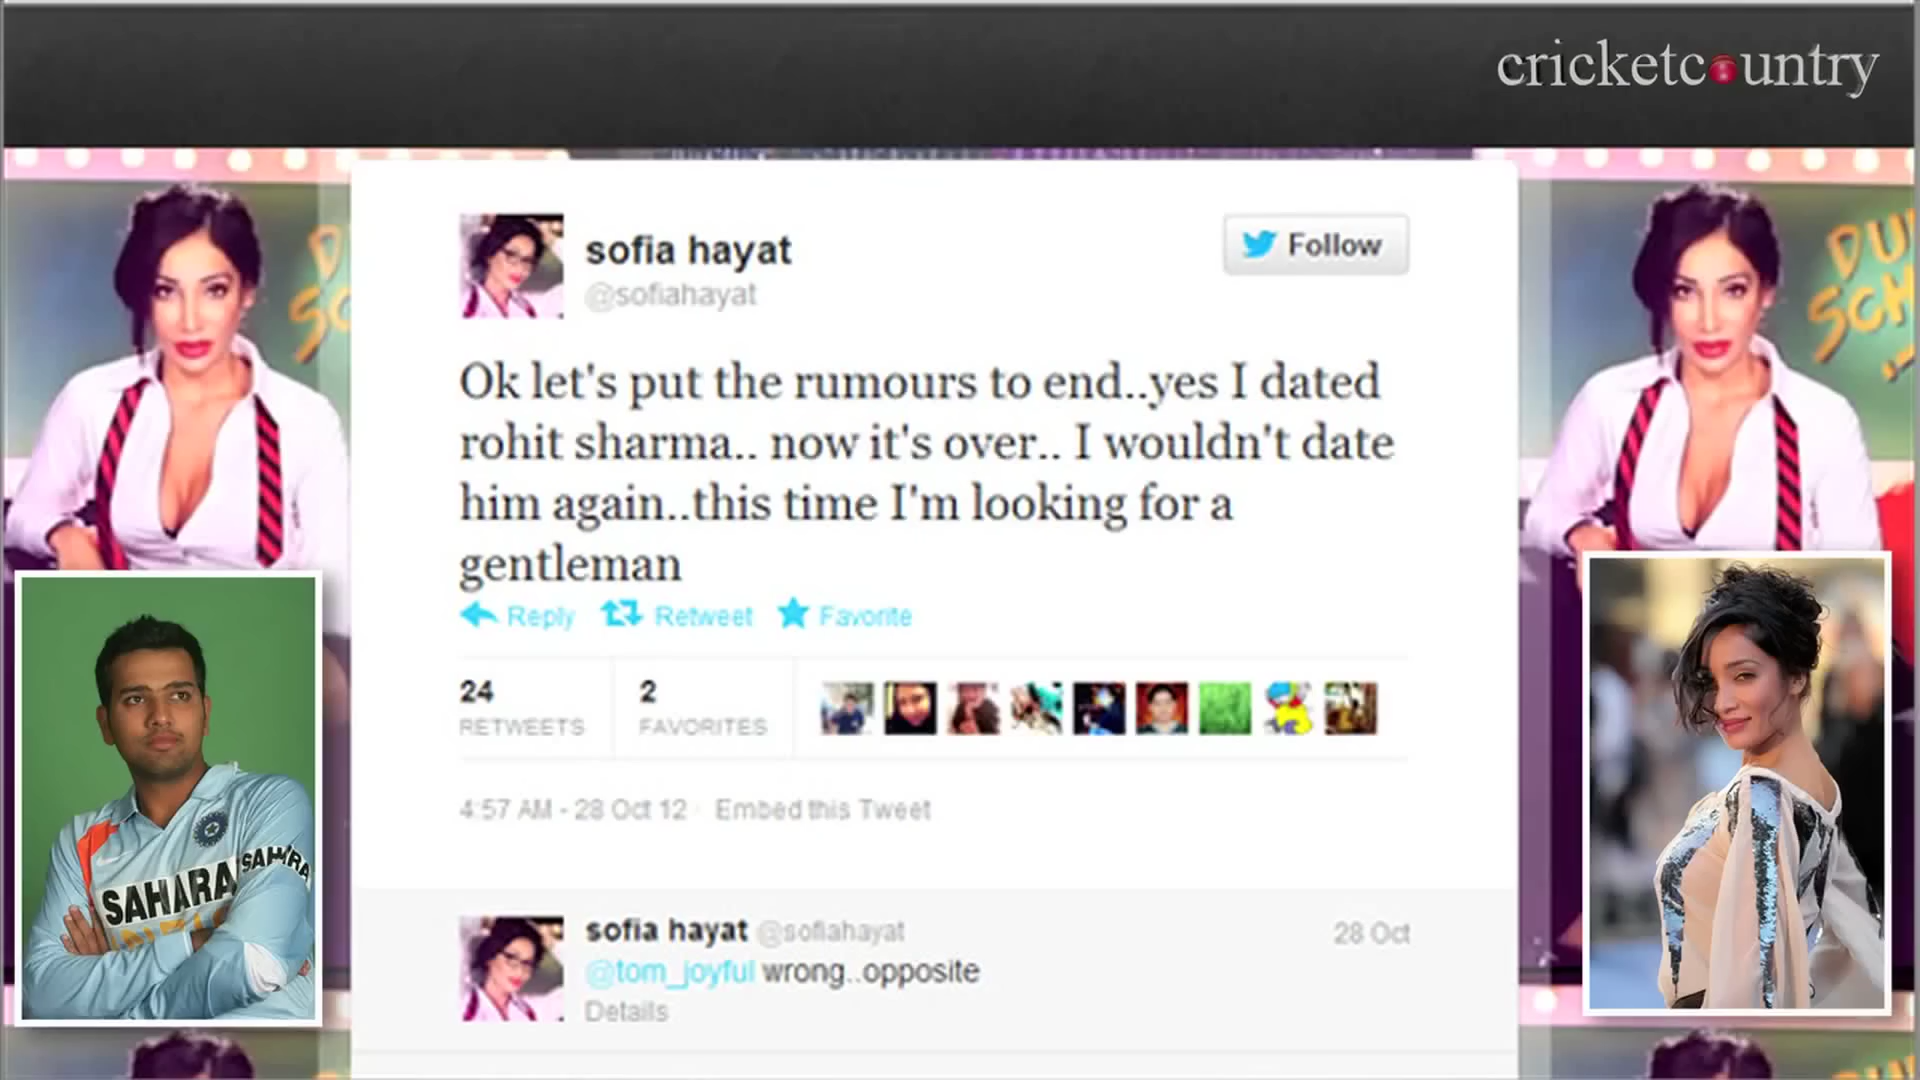 cricketcountry
sofia hayat
@sofiahayat
Follow
Ok let's put the rumours to end..yes I dated
rohit sharma.. now it's over.. I wouldn't date
him again..this time I'm looking for a
gentleman
Reply Retweet Favorite
24
RETWEETS
2
FAVORITES
4:57 AM - 28 Oct 12 · Embed this Tweet
sofia hayat @sofiahayat 28 Oct
@tom_joyful wrong..opposite
Details
SAHARA
SAHARA